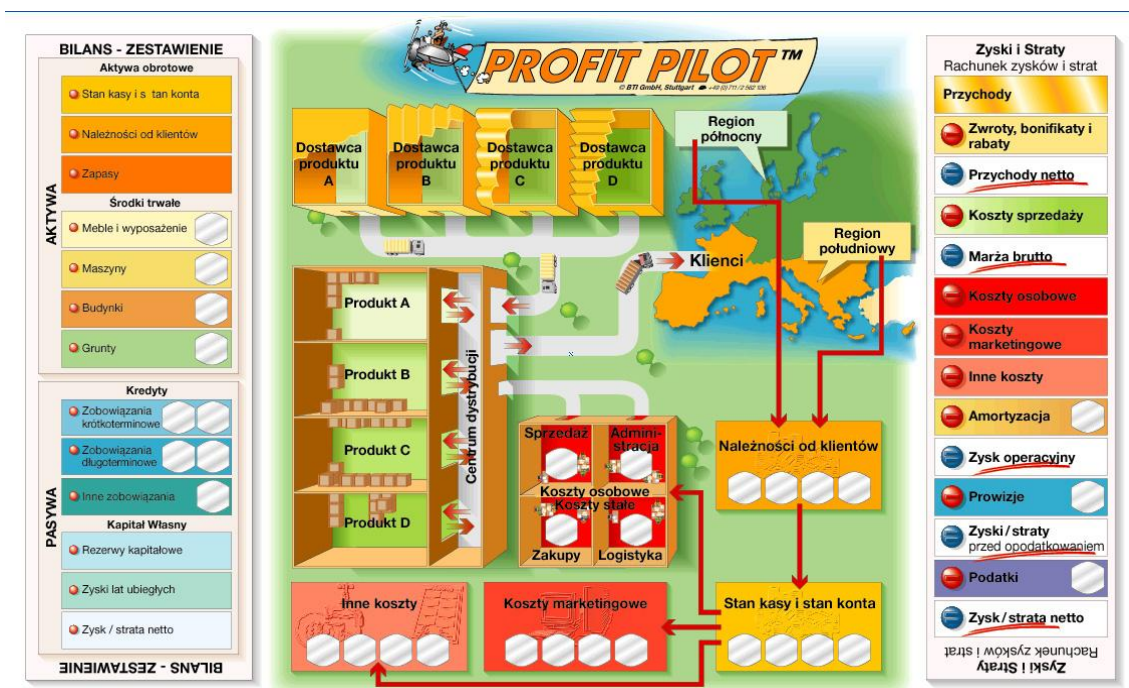 BILANS - ZESTAWIENIE
Aktywa obrotowe
Stan kasy i s tan konta
Należności od klientów
Zapasy
Środki trwałe
Meble i wyposażenie
Maszyny
Budynki
Grunty
AKTYWA
Kredyty
Zobowiązania
krótkoterminowe
Zobowiązania
długoterminowe
Inne zobowiązania
Kapitał Własny
Rezerwy kapitałowe
Zyski lat ubiegłych
Zysk / strata netto
PASYWA
BILANS - ZESTAWIENIE
PROFIT PILOT™
© BTI GmbH, Stuttgart
Dostawca
produktu
A
Dostawca
produktu
B
Dostawca
produktu
C
Dostawca
produktu
D
Region
północny
Region
południowy
Klienci
Produkt A
Produkt B
Produkt C
Produkt D
Centrum dystrybucji
Sprzedaż
Admini-
stracja
Koszty osobowe
Koszty stałe
Zakupy
Logistyka
Należności od klientów
Inne koszty
Koszty marketingowe
Stan kasy i stan konta
Zyski i Straty
Rachunek zysków i strat
Przychody
Zwroty, bonifikaty i
rabaty
Przychody netto
Koszty sprzedaży
Marża brutto
Koszty osobowe
Koszty
marketingowe
Inne koszty
Amortyzacja
Zysk operacyjny
Prowizje
Zyski/straty
przed opodatkowaniem
Podatki
Zysk/strata netto
Rachunek zysków i strat
Zyski i Straty